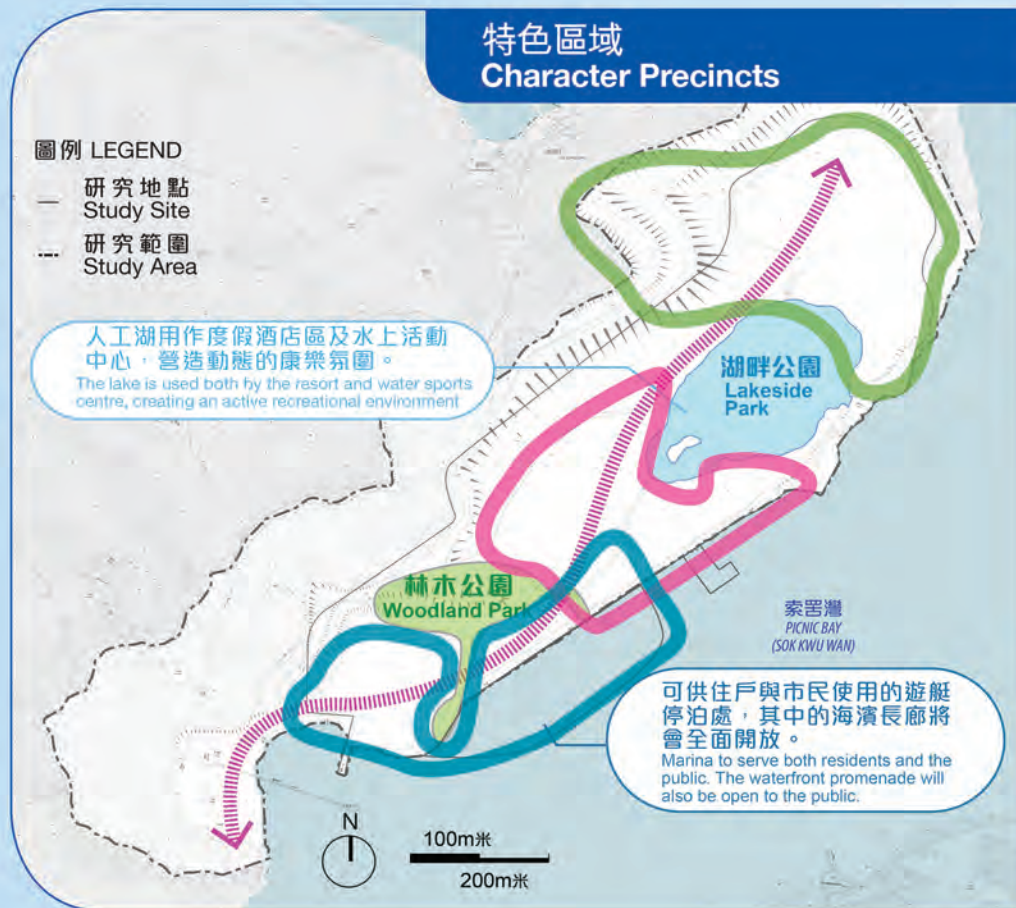 特色區域
Character Precincts
圖例 LEGEND
研究地點
Study Site
研究範圍
Study Area
人工湖用作度假酒店區及水上活動
中心，營造動態的康樂氛圍。
The lake is used both by the resort and water sports
centre, creating an active recreational environment
湖畔公園
Lakeside
Park
林木公園
Woodland Park
索罟灣
PICNIC BAY
(SOK KWU WAN)
可供住戶與市民使用的遊艇
停泊處，其中的海濱長廊將
會全面開放。
Marina to serve both residents and the
public. The waterfront promenade will
also be open to the public.
N
100m米
200m米